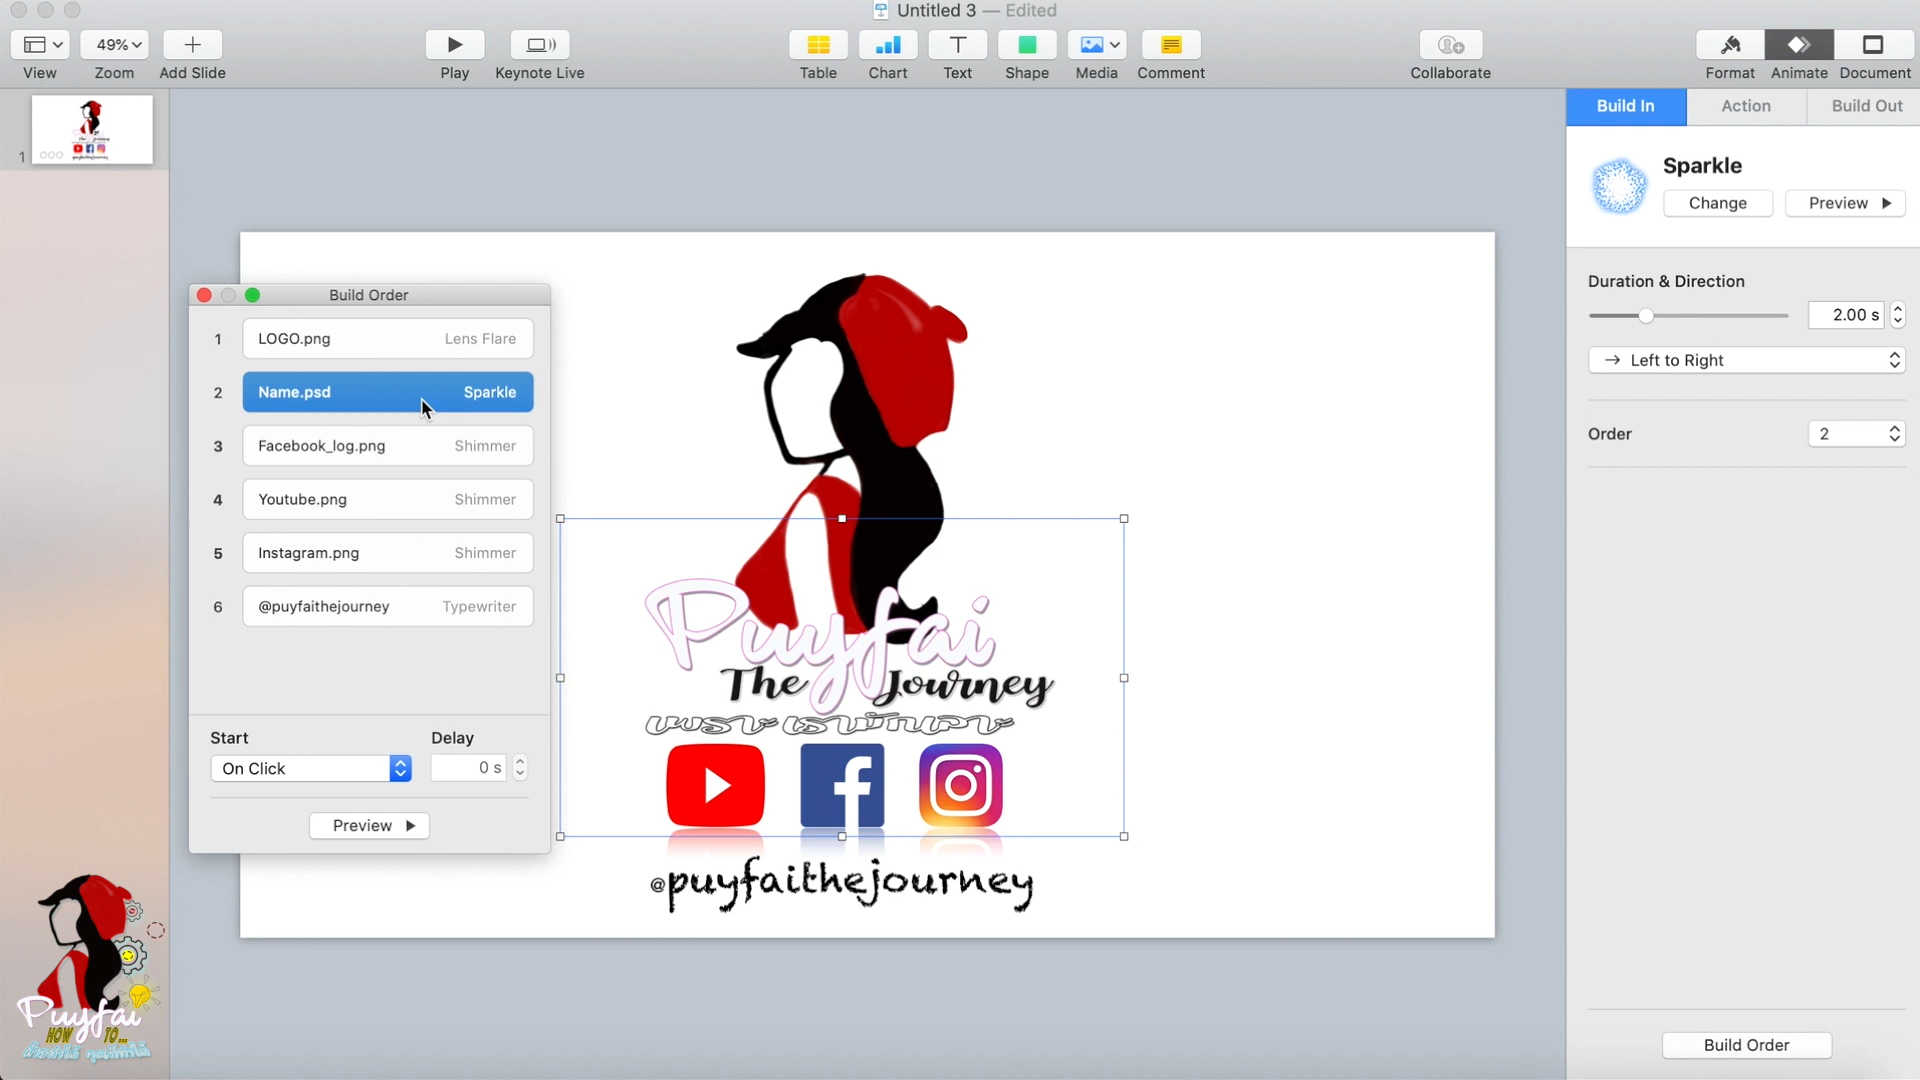 Untitled 3 — Edited
View
49%
Zoom
Add Slide
Play
Keynote Live
Table
Chart
Text
Shape
Media
Comment
Collaborate
Format
Animate
Document
1
Build In
Action
Build Out
Sparkle
Change
Preview
Duration & Direction
2.00 s
→ Left to Right
Order
2
Build Order
Build Order
1 LOGO.png Lens Flare
2 Name.psd Sparkle
3 Facebook_log.png Shimmer
4 Youtube.png Shimmer
5 Instagram.png Shimmer
6 @puyfaithejourney Typewriter
Start
Delay
On Click
0 s
Preview
Puyfai
The Journey
@puyfaithejourney
Puyfai
HOW TO...